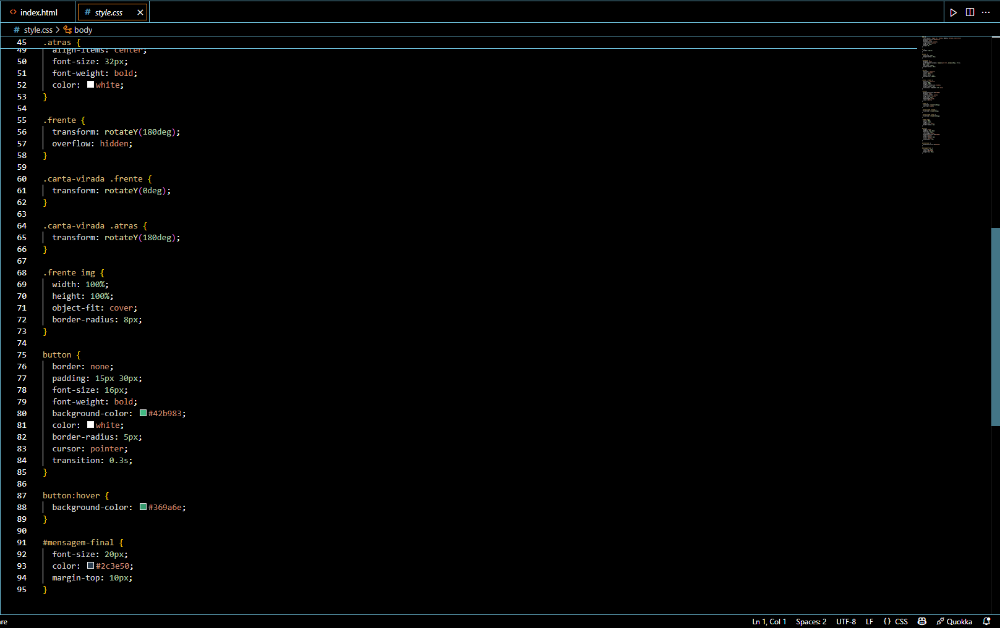 index.html
# style.css
# style.css > body
45 .atras {
49 align-items: center;
50 font-size: 32px;
51 font-weight: bold;
52 color: white;
53 }
54
55 .frente {
56 transform: rotateY(180deg);
57 overflow: hidden;
58 }
59
60 .carta-virada .frente {
61 transform: rotateY(0deg);
62 }
63
64 .carta-virada .atras {
65 transform: rotateY(180deg);
66 }
67
68 .frente img {
69 width: 100%;
70 height: 100%;
71 object-fit: cover;
72 border-radius: 8px;
73 }
74
75 button {
76 border: none;
77 padding: 15px 30px;
78 font-size: 16px;
79 font-weight: bold;
80 background-color: #42b983;
81 color: white;
82 border-radius: 5px;
83 cursor: pointer;
84 transition: 0.3s;
85 }
86
87 button:hover {
88 background-color: #369a6e;
89 }
90
91 #mensagem-final {
92 font-size: 20px;
93 color: #2c3e50;
94 margin-top: 10px;
95 }
re Ln 1, Col 1 Spaces: 2 UTF-8 LF {} CSS Quokka